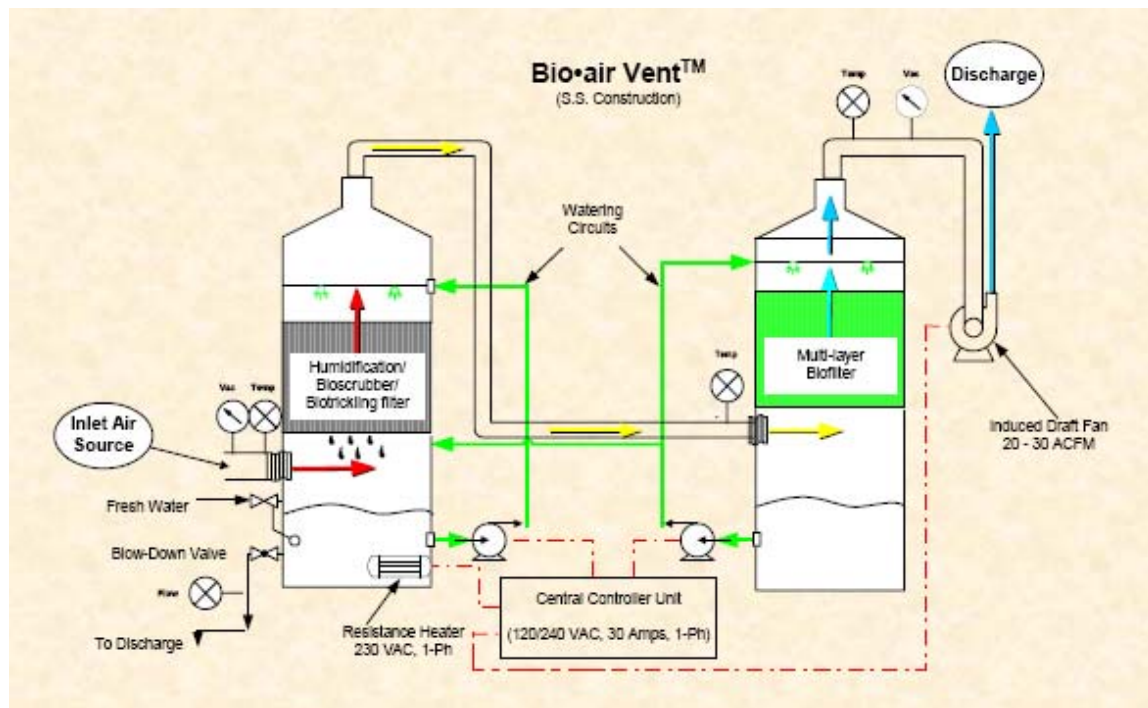 Bio•air Vent™
(S.S. Construction)
Temp
Vac
Discharge
Watering
Circuits
Humidification/
Bioscrubber/
Biotrickling filter
Multi-layer
Biofilter
Temp
Vac
Temp
Inlet Air
Source
Induced Draft Fan
20 - 30 ACFM
Fresh Water
Blow-Down Valve
Flow
To Discharge
Resistance Heater
230 VAC, 1-Ph
Central Controller Unit
(120/240 VAC, 30 Amps, 1-Ph)